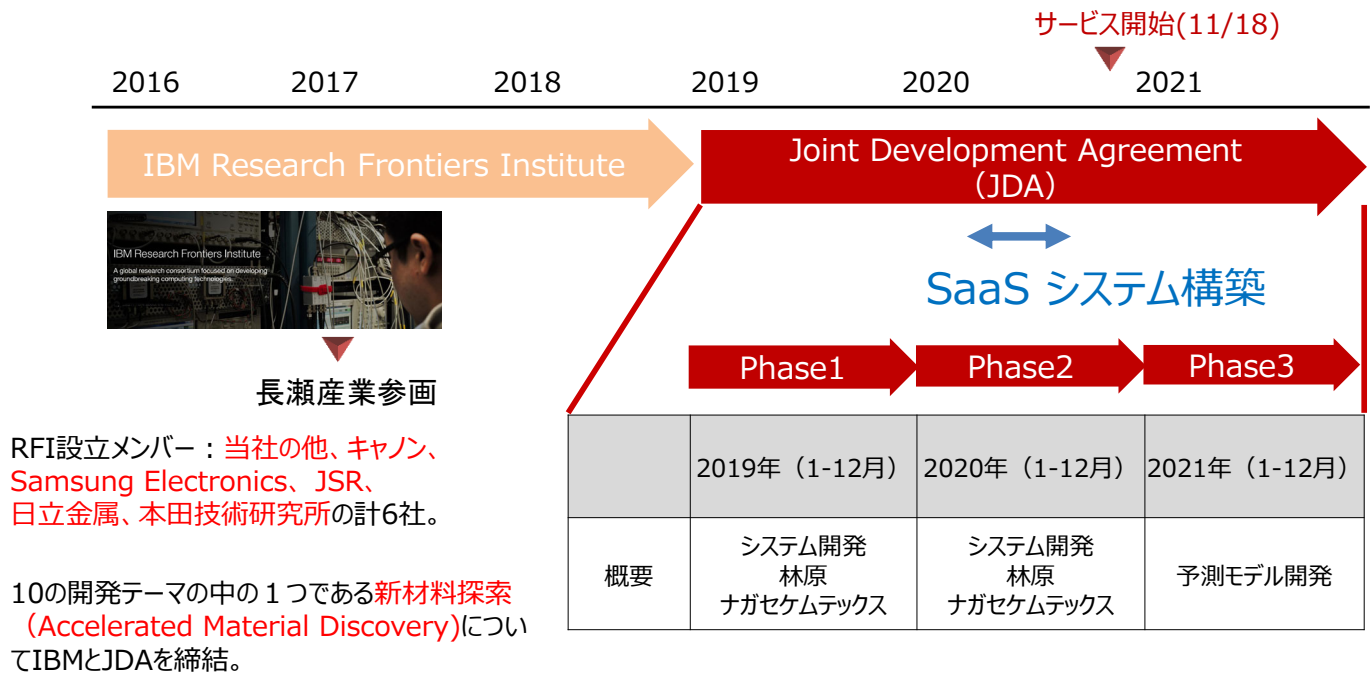 サービス開始(11/18)
2016 2017 2018 2019 2020 2021
IBM Research Frontiers Institute
Joint Development Agreement
（JDA）
IBM Research Frontiers Institute
A global research consortium focused on developing
groundbreaking computing technologies.
SaaS システム構築
長瀬産業参画
Phase1 Phase2 Phase3
RFI設立メンバー：当社の他、キャノン、
Samsung Electronics、JSR、
日立金属、本田技術研究所の計6社。
10の開発テーマの中の１つである新材料探索
（Accelerated Material Discovery)につい
てIBMとJDAを締結。
2019年（1-12月） 2020年（1-12月） 2021年（1-12月）
概要
システム開発
林原
ナガセケムテックス
システム開発
林原
ナガセケムテックス
予測モデル開発